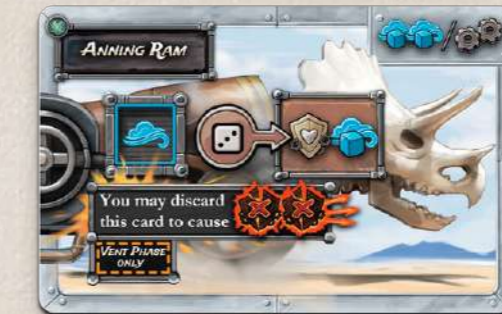 ANNING RAM
You may discard
this card to cause
VENT PHASE
ONLY